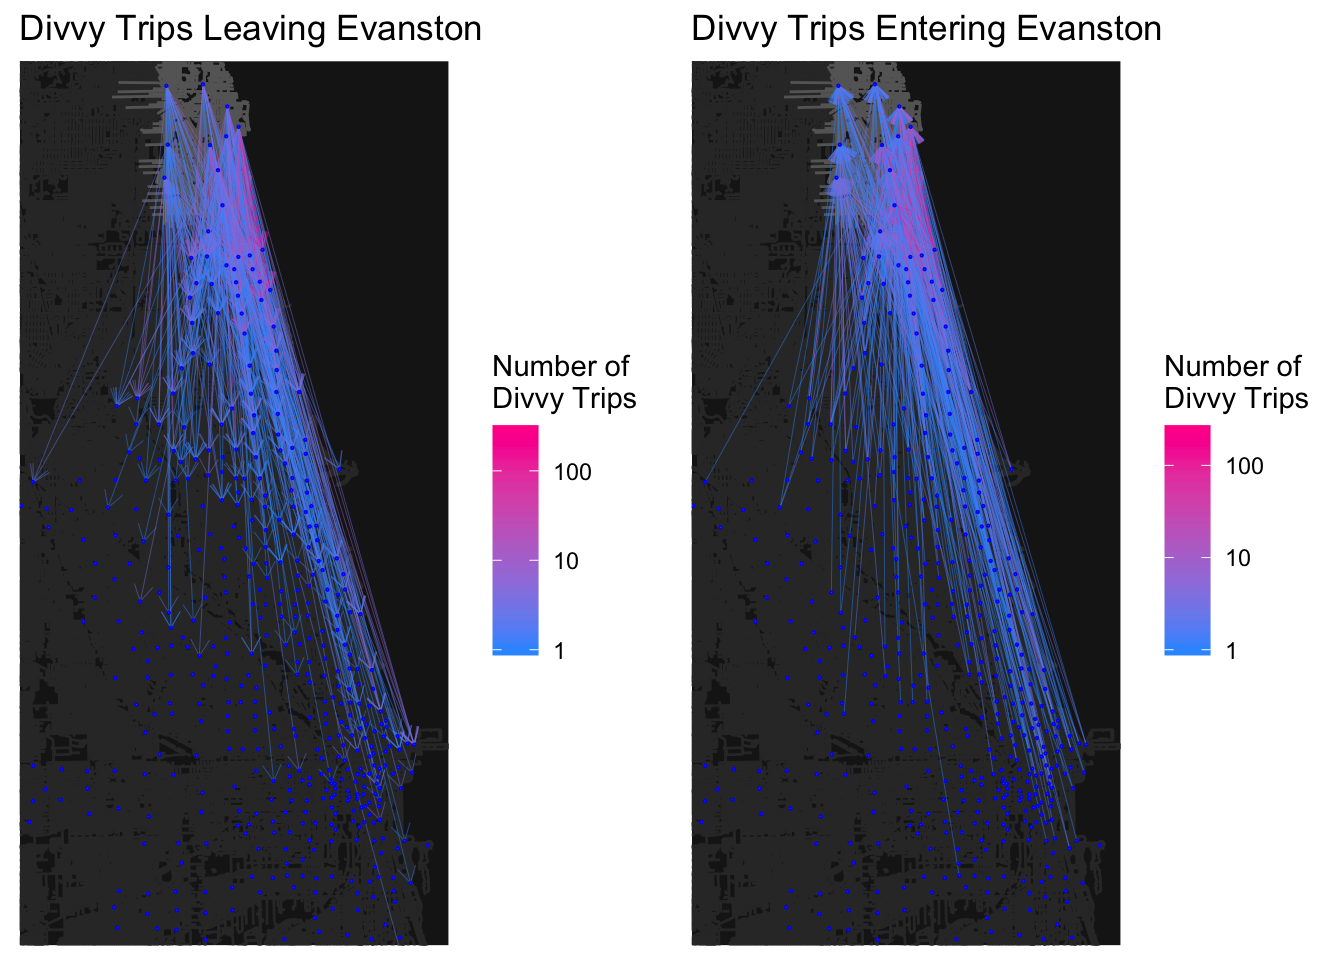 Divvy Trips Leaving Evanston
Number of
Divvy Trips
100
10
1
Divvy Trips Entering Evanston
Number of
Divvy Trips
100
10
1